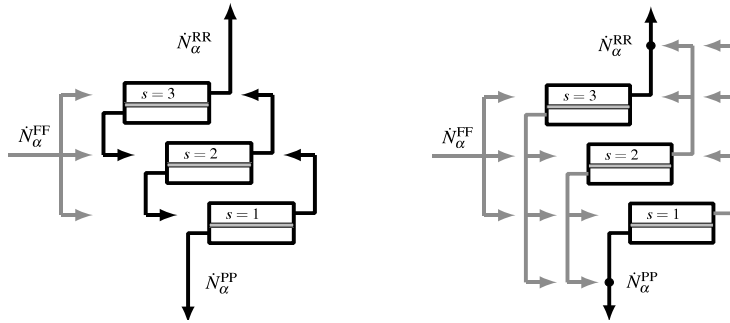 Ṅ_α^RR
s = 3
Ṅ_α^FF
s = 2
s = 1
Ṅ_α^PP
Ṅ_α^RR
s = 3
Ṅ_α^FF
s = 2
s = 1
Ṅ_α^PP